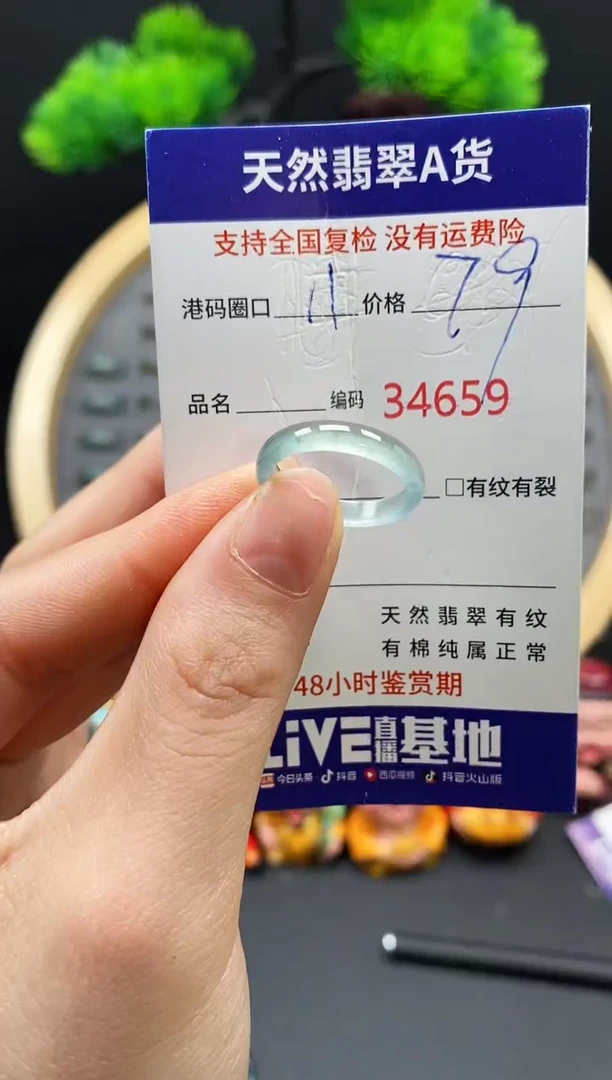 天然翡翠A货
支持全国复检 没有运费险
港码圈口 11 价格 79
品名 编码 34659
□有纹有裂
天然翡翠有纹
有棉纯属正常
48小时鉴赏期
LiVE直播基地
今日头条 抖音 西瓜视频 抖音火山版